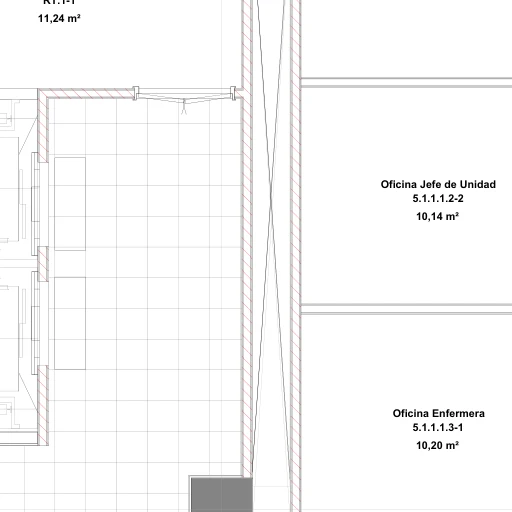 11,24 m²
Oficina Jefe de Unidad
5.1.1.1.2-2
10,14 m²
Oficina Enfermera
5.1.1.1.3-1
10,20 m²